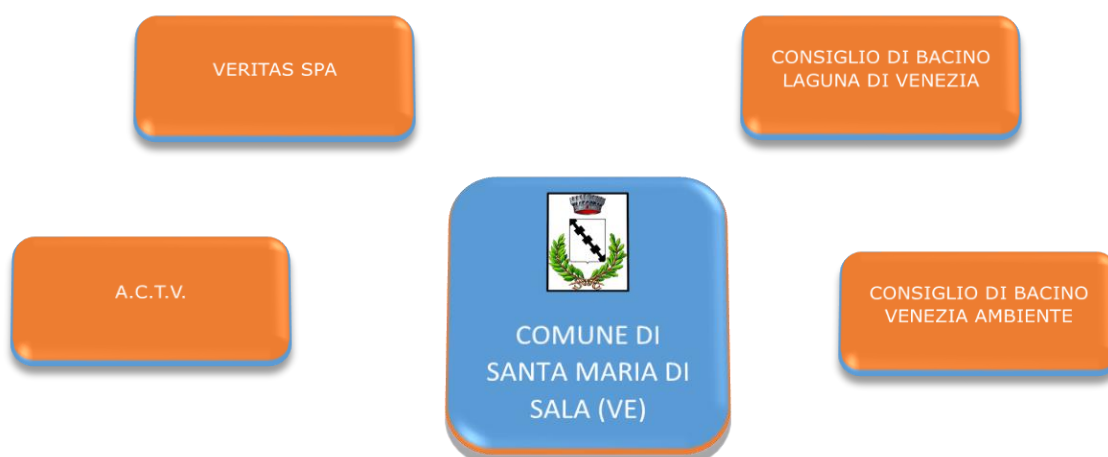 VERITAS SPA
CONSIGLIO DI BACINO
LAGUNA DI VENEZIA
A.C.T.V.
CONSIGLIO DI BACINO
VENEZIA AMBIENTE
COMUNE DI
SANTA MARIA DI
SALA (VE)